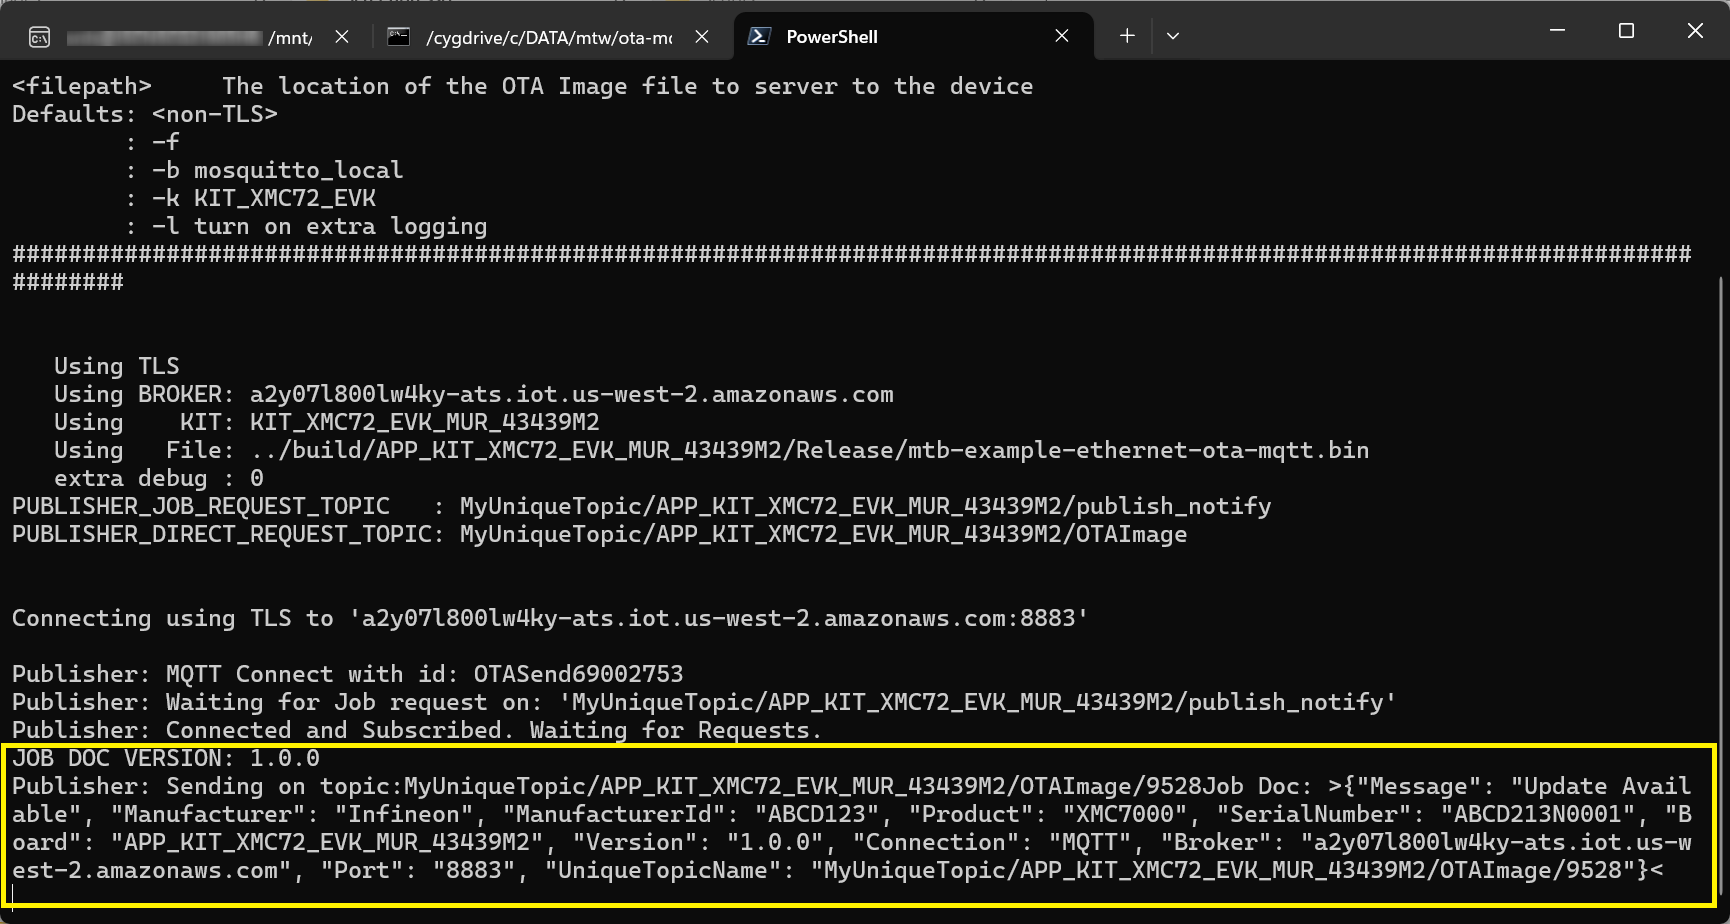 /mnt/
/cygdrive/c/DATA/mtw/ota-mc
PowerShell
<filepath>     The location of the OTA Image file to server to the device
Defaults: <non-TLS>
        : -f
        : -b mosquitto_local
        : -k KIT_XMC72_EVK
        : -l turn on extra logging
########################################################################################################################
########
   Using TLS
   Using BROKER: a2y07l800lw4ky-ats.iot.us-west-2.amazonaws.com
   Using    KIT: KIT_XMC72_EVK_MUR_43439M2
   Using   File: ../build/APP_KIT_XMC72_EVK_MUR_43439M2/Release/mtb-example-ethernet-ota-mqtt.bin
   extra debug : 0
PUBLISHER_JOB_REQUEST_TOPIC   : MyUniqueTopic/APP_KIT_XMC72_EVK_MUR_43439M2/publish_notify
PUBLISHER_DIRECT_REQUEST_TOPIC: MyUniqueTopic/APP_KIT_XMC72_EVK_MUR_43439M2/OTAImage
Connecting using TLS to 'a2y07l800lw4ky-ats.iot.us-west-2.amazonaws.com:8883'
Publisher: MQTT Connect with id: OTASend69002753
Publisher: Waiting for Job request on: 'MyUniqueTopic/APP_KIT_XMC72_EVK_MUR_43439M2/publish_notify'
Publisher: Connected and Subscribed. Waiting for Requests.
JOB DOC VERSION: 1.0.0
Publisher: Sending on topic:MyUniqueTopic/APP_KIT_XMC72_EVK_MUR_43439M2/OTAImage/9528Job Doc: >{"Message": "Update Avail
able", "Manufacturer": "Infineon", "ManufacturerId": "ABCD123", "Product": "XMC7000", "SerialNumber": "ABCD213N0001", "B
oard": "APP_KIT_XMC72_EVK_MUR_43439M2", "Version": "1.0.0", "Connection": "MQTT", "Broker": "a2y07l800lw4ky-ats.iot.us-w
est-2.amazonaws.com", "Port": "8883", "UniqueTopicName": "MyUniqueTopic/APP_KIT_XMC72_EVK_MUR_43439M2/OTAImage/9528"}<